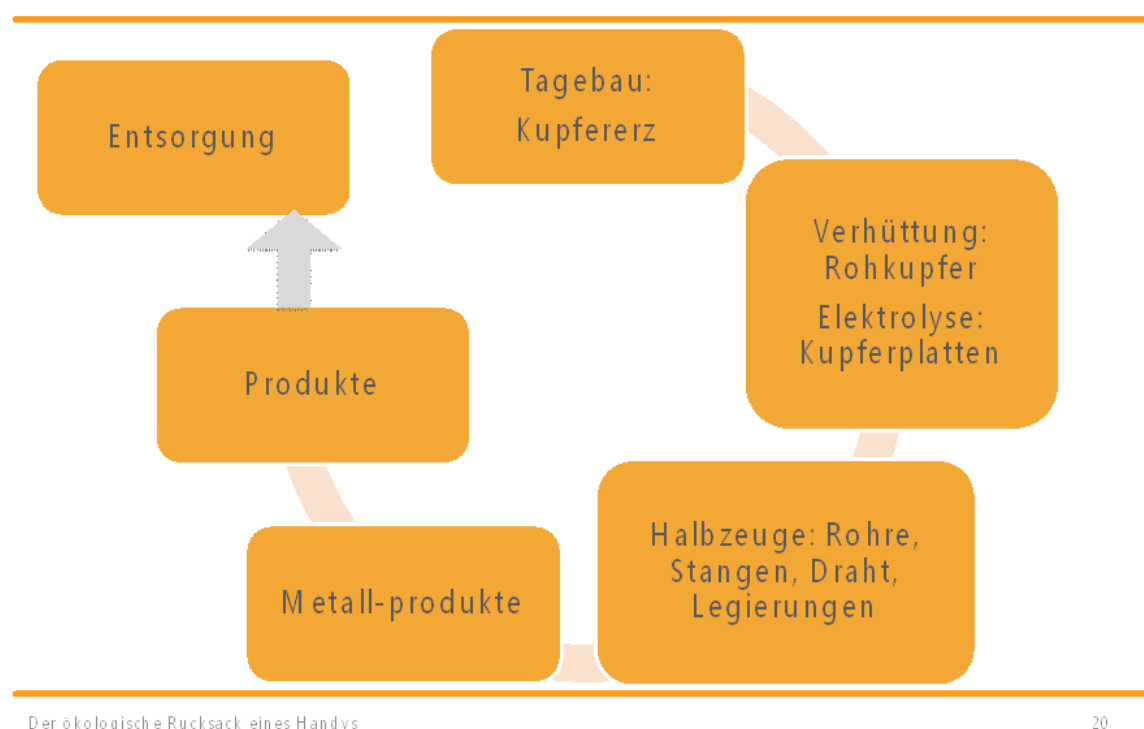 Tagebau:
Kupfererz
Verhüttung:
Rohkupfer
Elektrolyse:
Kupferplatten
Halbzeuge: Rohre,
Stangen, Draht,
Legierungen
Metall-produkte
Produkte
Entsorgung
Der ökologische Rucksack eines Handys
20